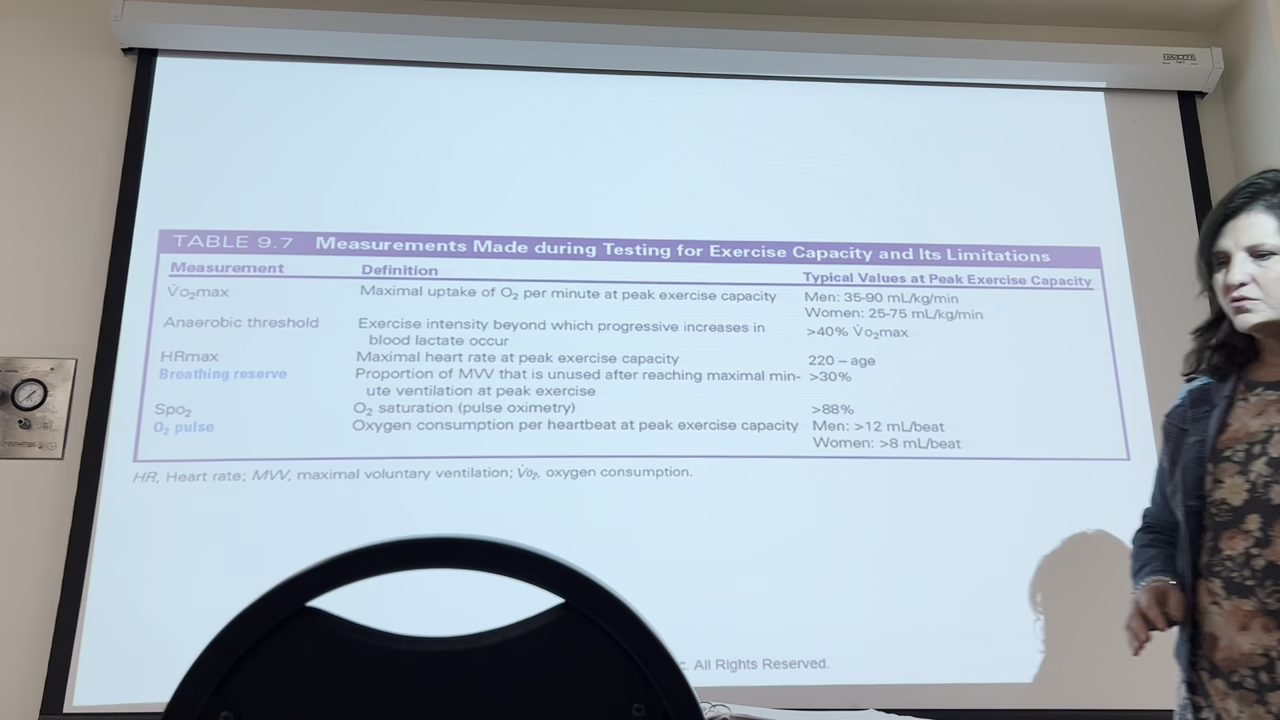 TABLE 9.7 Measurements Made during Testing for Exercise Capacity and Its Limitations
Measurement Definition Typical Values at Peak Exercise Capacity
V̇o₂max Maximal uptake of O₂ per minute at peak exercise capacity Men: 35-90 mL/kg/min
Women: 25-75 mL/kg/min
Anaerobic threshold Exercise intensity beyond which progressive increases in >40% V̇o₂max
blood lactate occur
HRmax Maximal heart rate at peak exercise capacity 220 – age
Breathing reserve Proportion of MVV that is unused after reaching maximal min- >30%
ute ventilation at peak exercise
Spo₂ O₂ saturation (pulse oximetry) >88%
O₂ pulse Oxygen consumption per heartbeat at peak exercise capacity Men: >12 mL/beat
Women: >8 mL/beat
HR, Heart rate; MVV, maximal voluntary ventilation; V̇o₂, oxygen consumption.
All Rights Reserved.